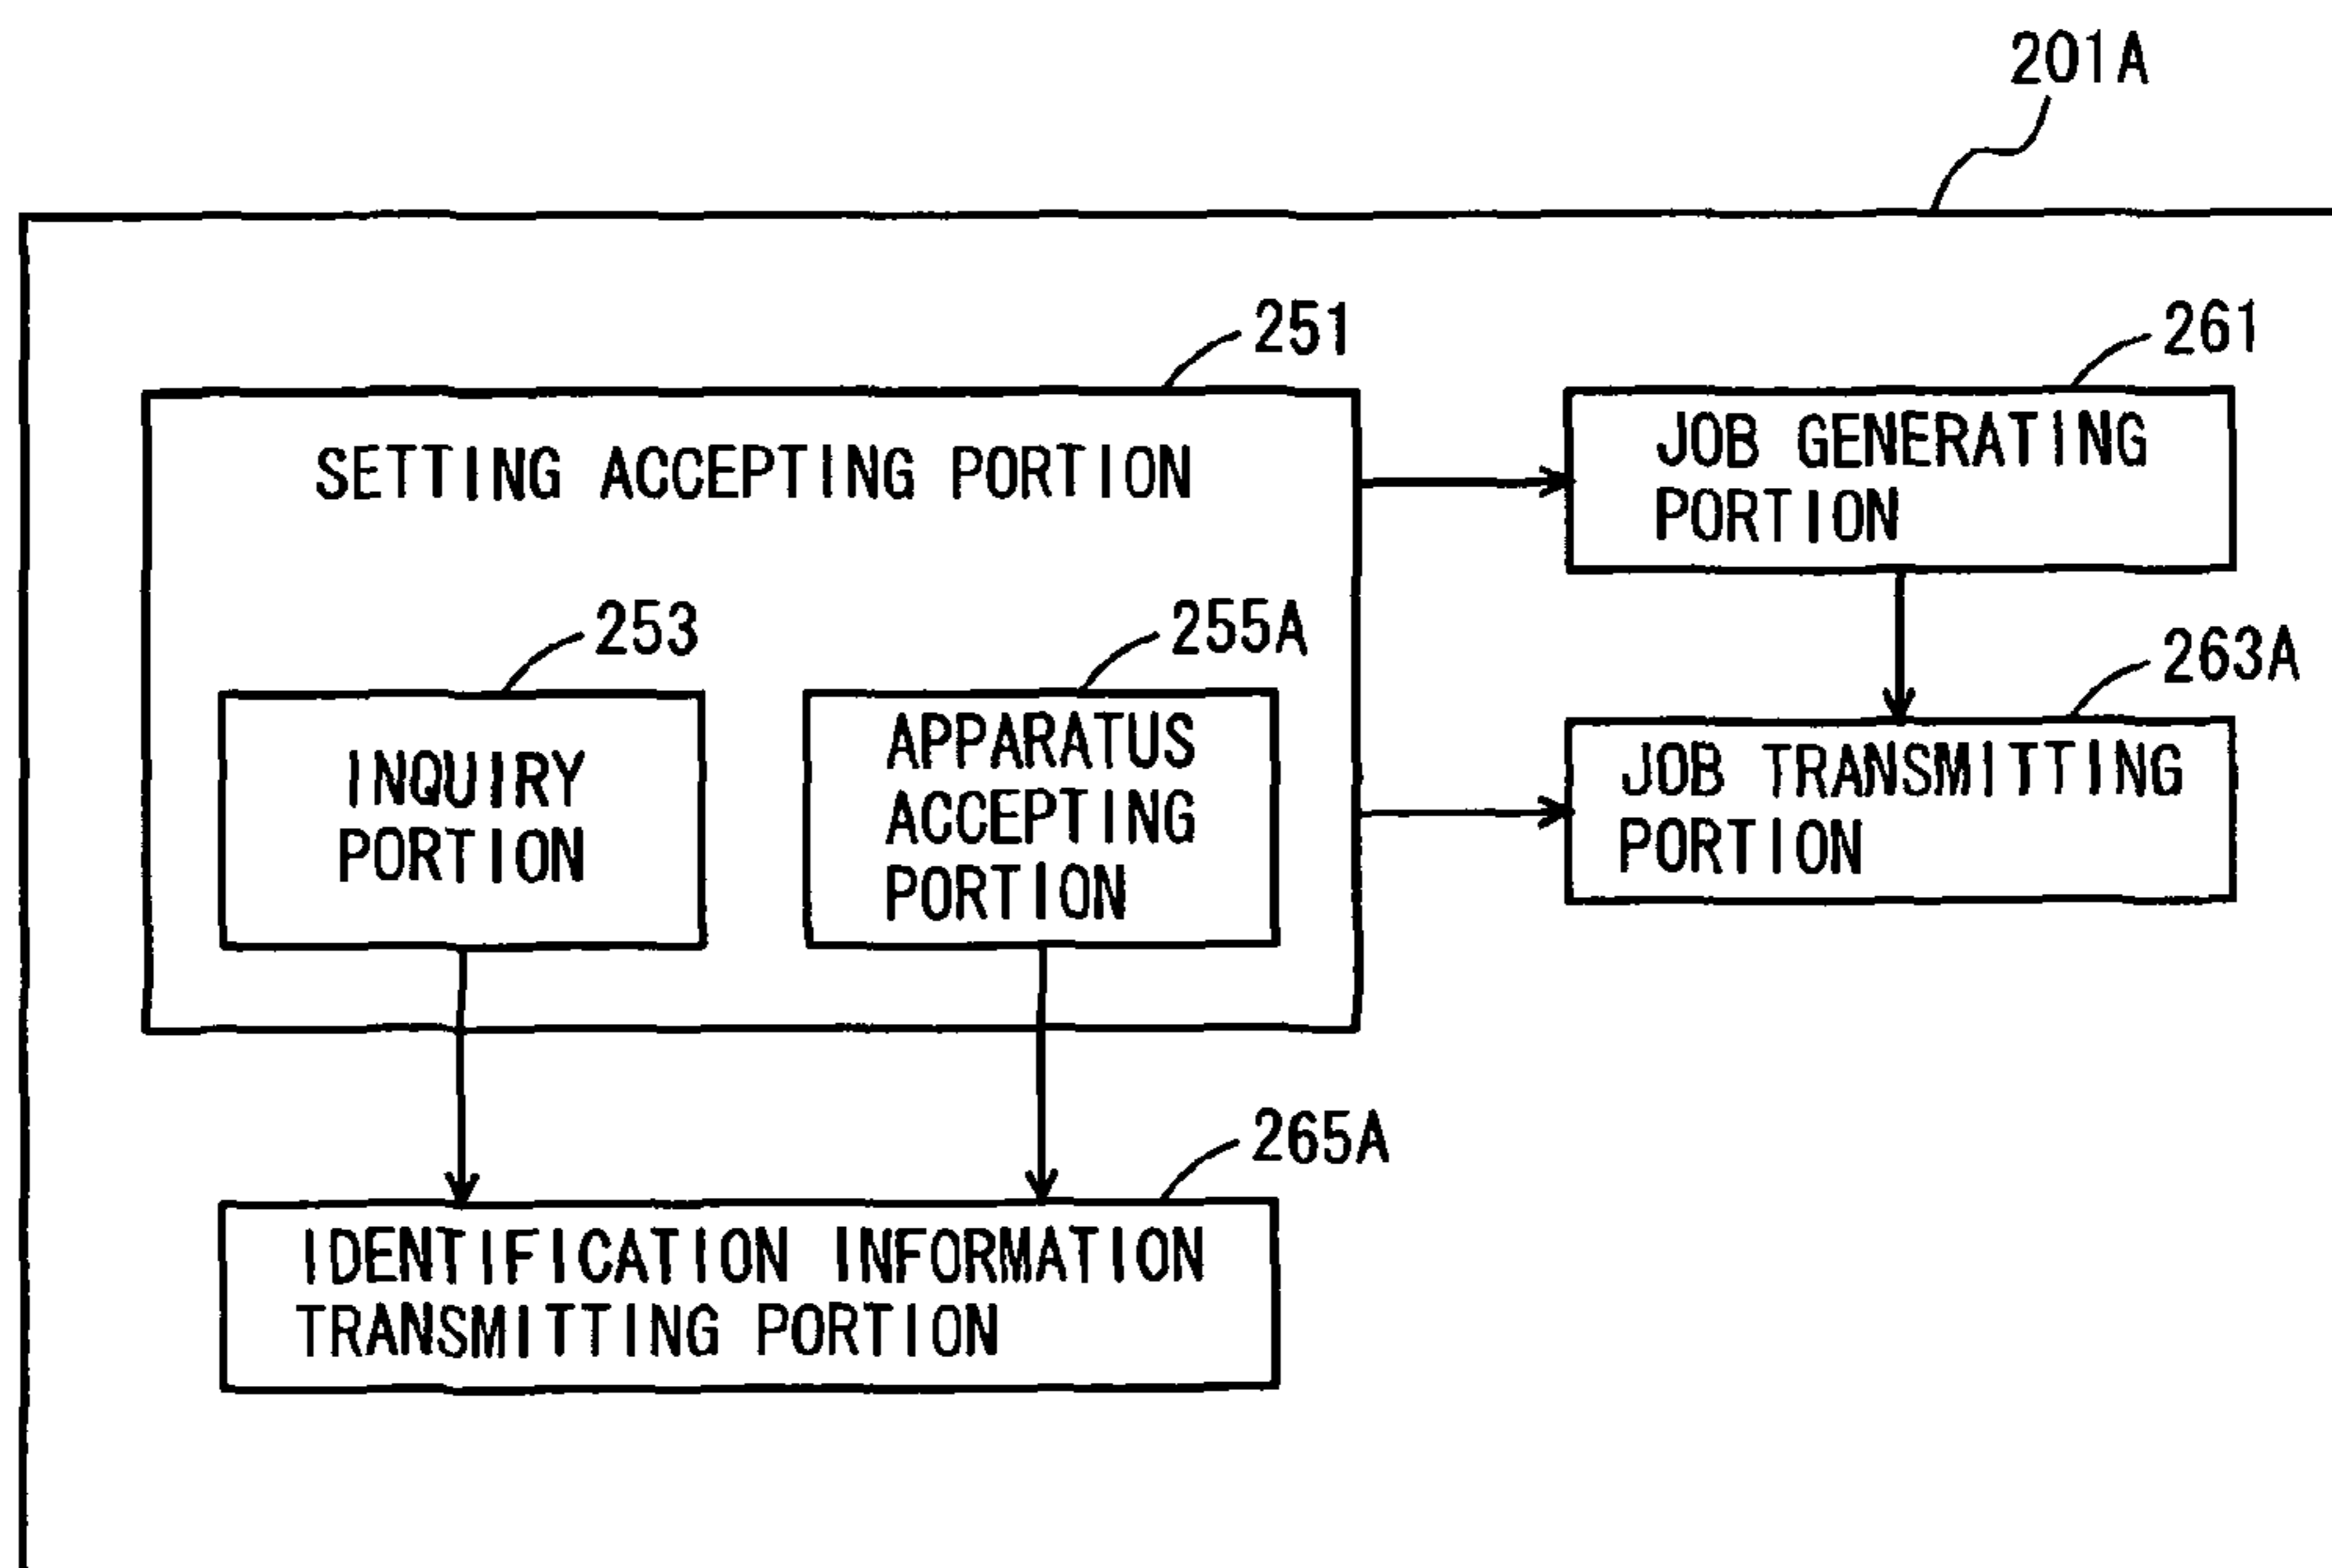 201A
251
SETTING ACCEPTING PORTION
253
INQUIRY
PORTION
255A
APPARATUS
ACCEPTING
PORTION
261
JOB GENERATING
PORTION
263A
JOB TRANSMITTING
PORTION
265A
IDENTIFICATION INFORMATION
TRANSMITTING PORTION